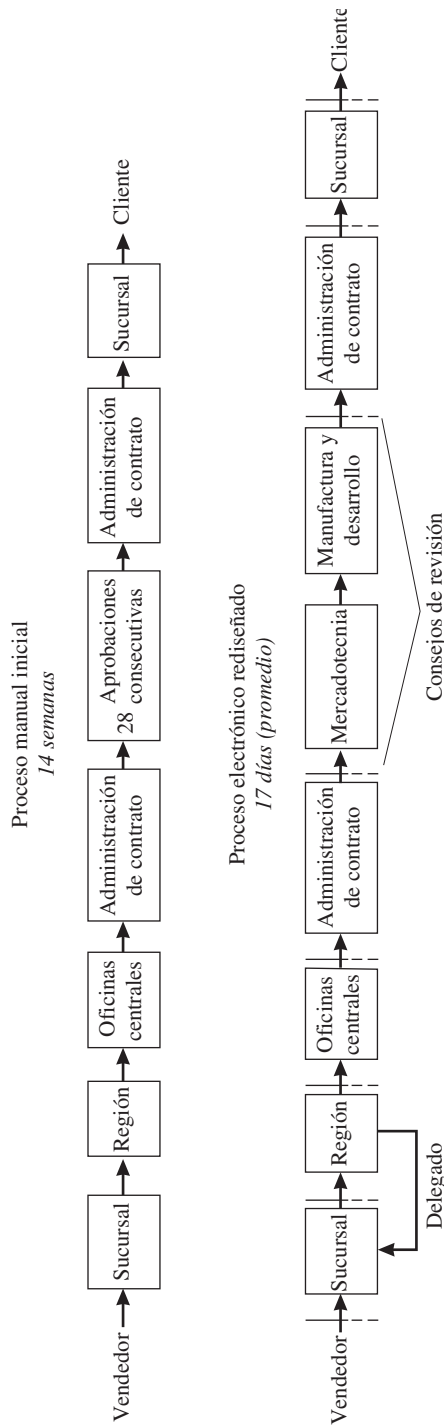 Proceso manual inicial
14 semanas
Vendedor
Sucursal
Región
Oficinas
centrales
Administración
de contrato
28 Aprobaciones
consecutivas
Administración
de contrato
Sucursal
Cliente
Proceso electrónico rediseñado
17 días (promedio)
Vendedor
Sucursal
Región
Oficinas
centrales
Administración
de contrato
Mercadotecnia
Manufactura y
desarrollo
Administración
de contrato
Sucursal
Cliente
Delegado
Consejos de revisión